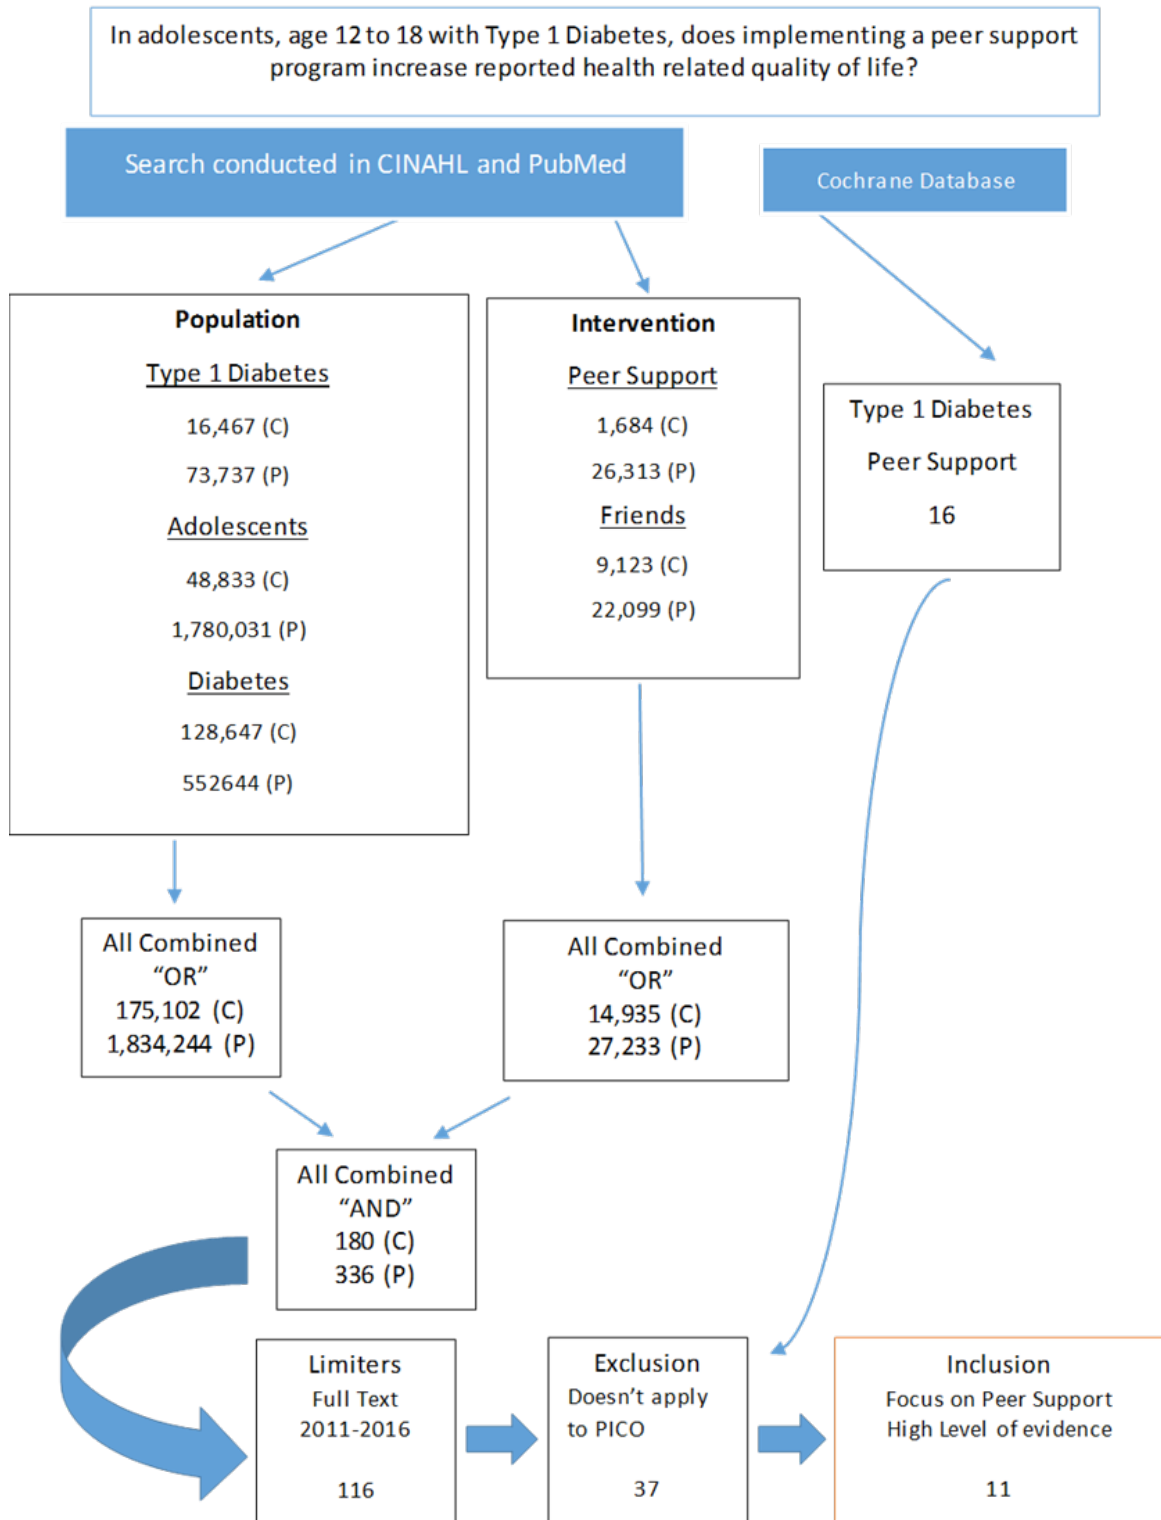 In adolescents, age 12 to 18 with Type 1 Diabetes, does implementing a peer support
program increase reported health related quality of life?
Search conducted in CINAHL and PubMed
Cochrane Database
Population
Type 1 Diabetes
16,467 (C)
73,737 (P)
Adolescents
48,833 (C)
1,780,031 (P)
Diabetes
128,647 (C)
552644 (P)
Intervention
Peer Support
1,684 (C)
26,313 (P)
Friends
9,123 (C)
22,099 (P)
Type 1 Diabetes
Peer Support
16
All Combined
“OR”
175,102 (C)
1,834,244 (P)
All Combined
“OR”
14,935 (C)
27,233 (P)
All Combined
“AND”
180 (C)
336 (P)
Limiters
Full Text
2011-2016
116
Exclusion
Doesn’t apply
to PICO
37
Inclusion
Focus on Peer Support
High Level of evidence
11